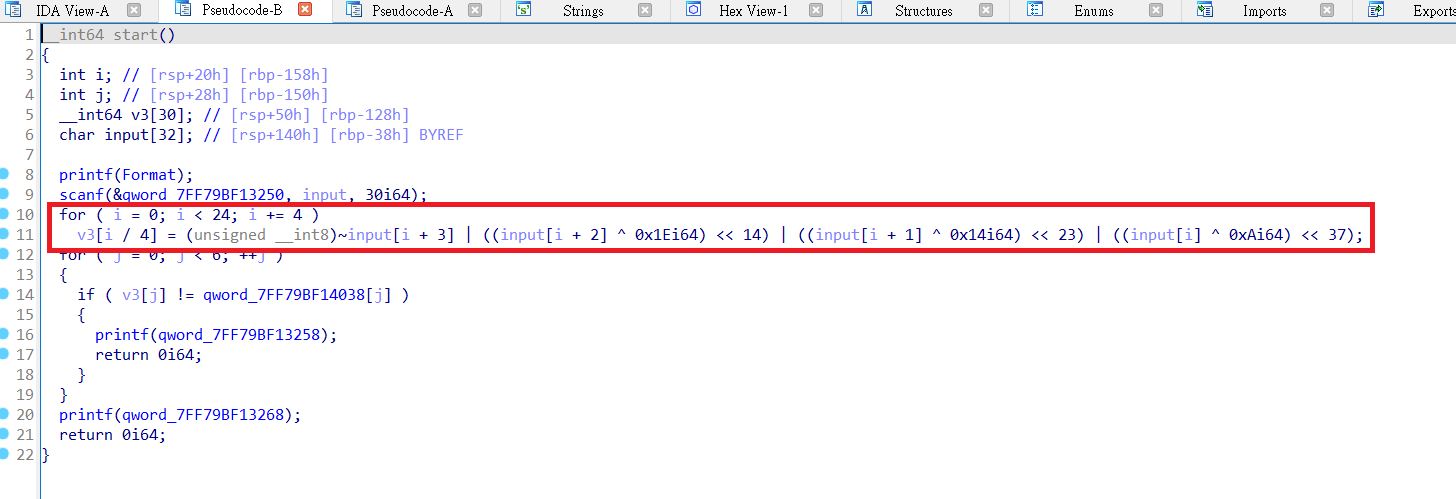 IDA View-A Pseudocode-B Pseudocode-A Strings Hex View-1 Structures Enums Imports Exports
1 __int64 start()
2 {
3 int i; // [rsp+20h] [rbp-158h]
4 int j; // [rsp+28h] [rbp-150h]
5 __int64 v3[30]; // [rsp+50h] [rbp-128h]
6 char input[32]; // [rsp+140h] [rbp-38h] BYREF
7
8 printf(Format);
9 scanf(&qword_7FF79BF13250, input, 30i64);
10 for ( i = 0; i < 24; i += 4 )
11 v3[i / 4] = (unsigned __int8)~input[i + 3] | ((input[i + 2] ^ 0x1Ei64) << 14) | ((input[i + 1] ^ 0x14i64) << 23) | ((input[i] ^ 0xAi64) << 37);
12 for ( j = 0; j < 6; ++j )
13 {
14 if ( v3[j] != qword_7FF79BF14038[j] )
15 {
16 printf(qword_7FF79BF13258);
17 return 0i64;
18 }
19 }
20 printf(qword_7FF79BF13268);
21 return 0i64;
22 }